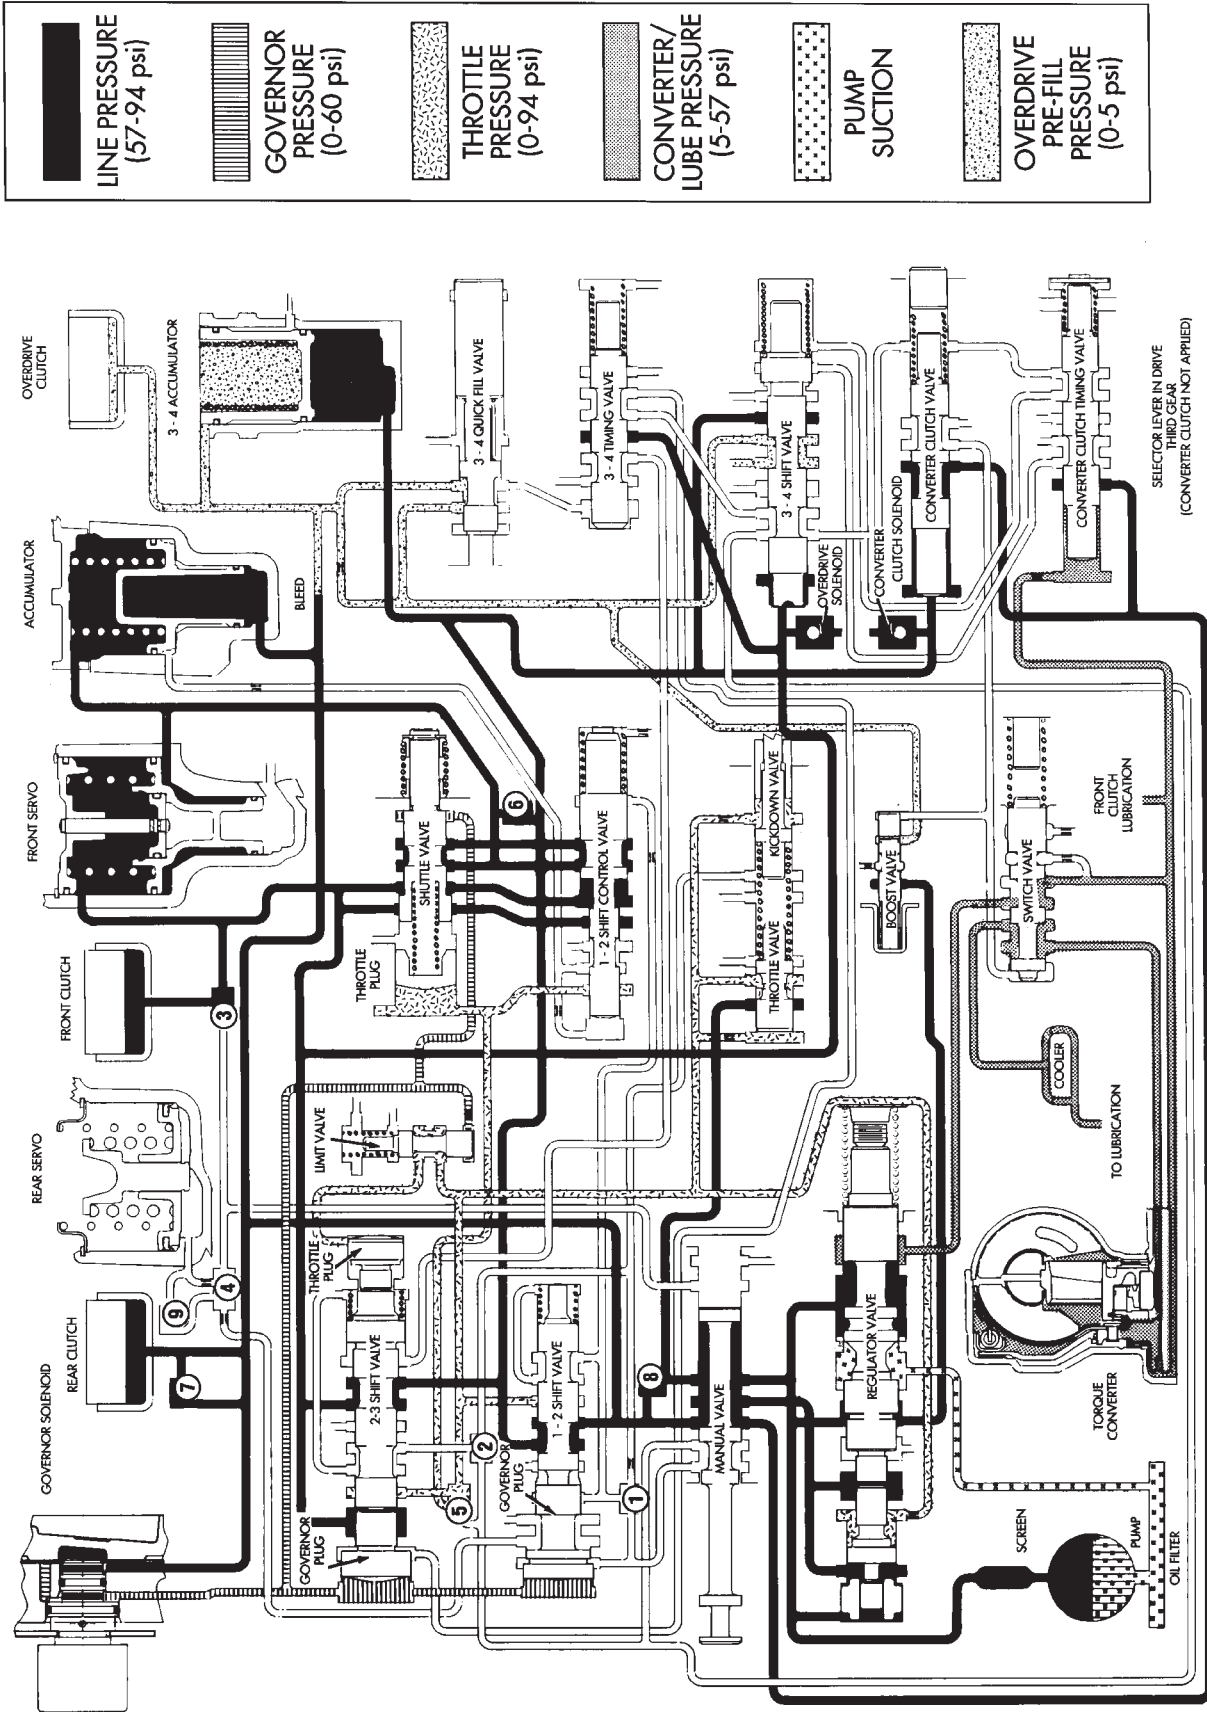 LINE PRESSURE
(57-94 psi)
GOVERNOR
PRESSURE
(0-60 psi)
THROTTLE
PRESSURE
(0-94 psi)
CONVERTER/
LUBE PRESSURE
(5-57 psi)
PUMP
SUCTION
OVERDRIVE
PRE-FILL
PRESSURE
(0-5 psi)
OVERDRIVE
CLUTCH
3 - 4 ACCUMULATOR
3 - 4 QUICK FILL VALVE
3 - 4 TIMING VALVE
3 - 4 SHIFT VALVE
CONVERTER CLUTCH VALVE
CONVERTER CLUTCH TIMING VALVE
SELECTOR LEVER IN DRIVE
THIRD GEAR
(CONVERTER CLUTCH NOT APPLIED)
ACCUMULATOR
BLEED
OVERDRIVE
SOLENOID
CONVERTER
CLUTCH SOLENOID
FRONT SERVO
SHUTTLE VALVE
6
1 - 2 SHIFT CONTROL VALVE
KICKDOWN VALVE
THROTTLE VALVE
BOOST VALVE
SWITCH VALVE
FRONT
CLUTCH
LUBRICATION
FRONT CLUTCH
3
THROTTLE
PLUG
COOLER
TO LUBRICATION
REAR SERVO
LIMIT VALVE
9
4
THROTTLE
PLUG
REAR CLUTCH
7
2-3 SHIFT VALVE
1 - 2 SHIFT VALVE
8
MANUAL VALVE
REGULATOR VALVE
TORQUE
CONVERTER
GOVERNOR SOLENOID
GOVERNOR
PLUG
5
2
GOVERNOR
PLUG
1
SCREEN
PUMP
OIL FILTER